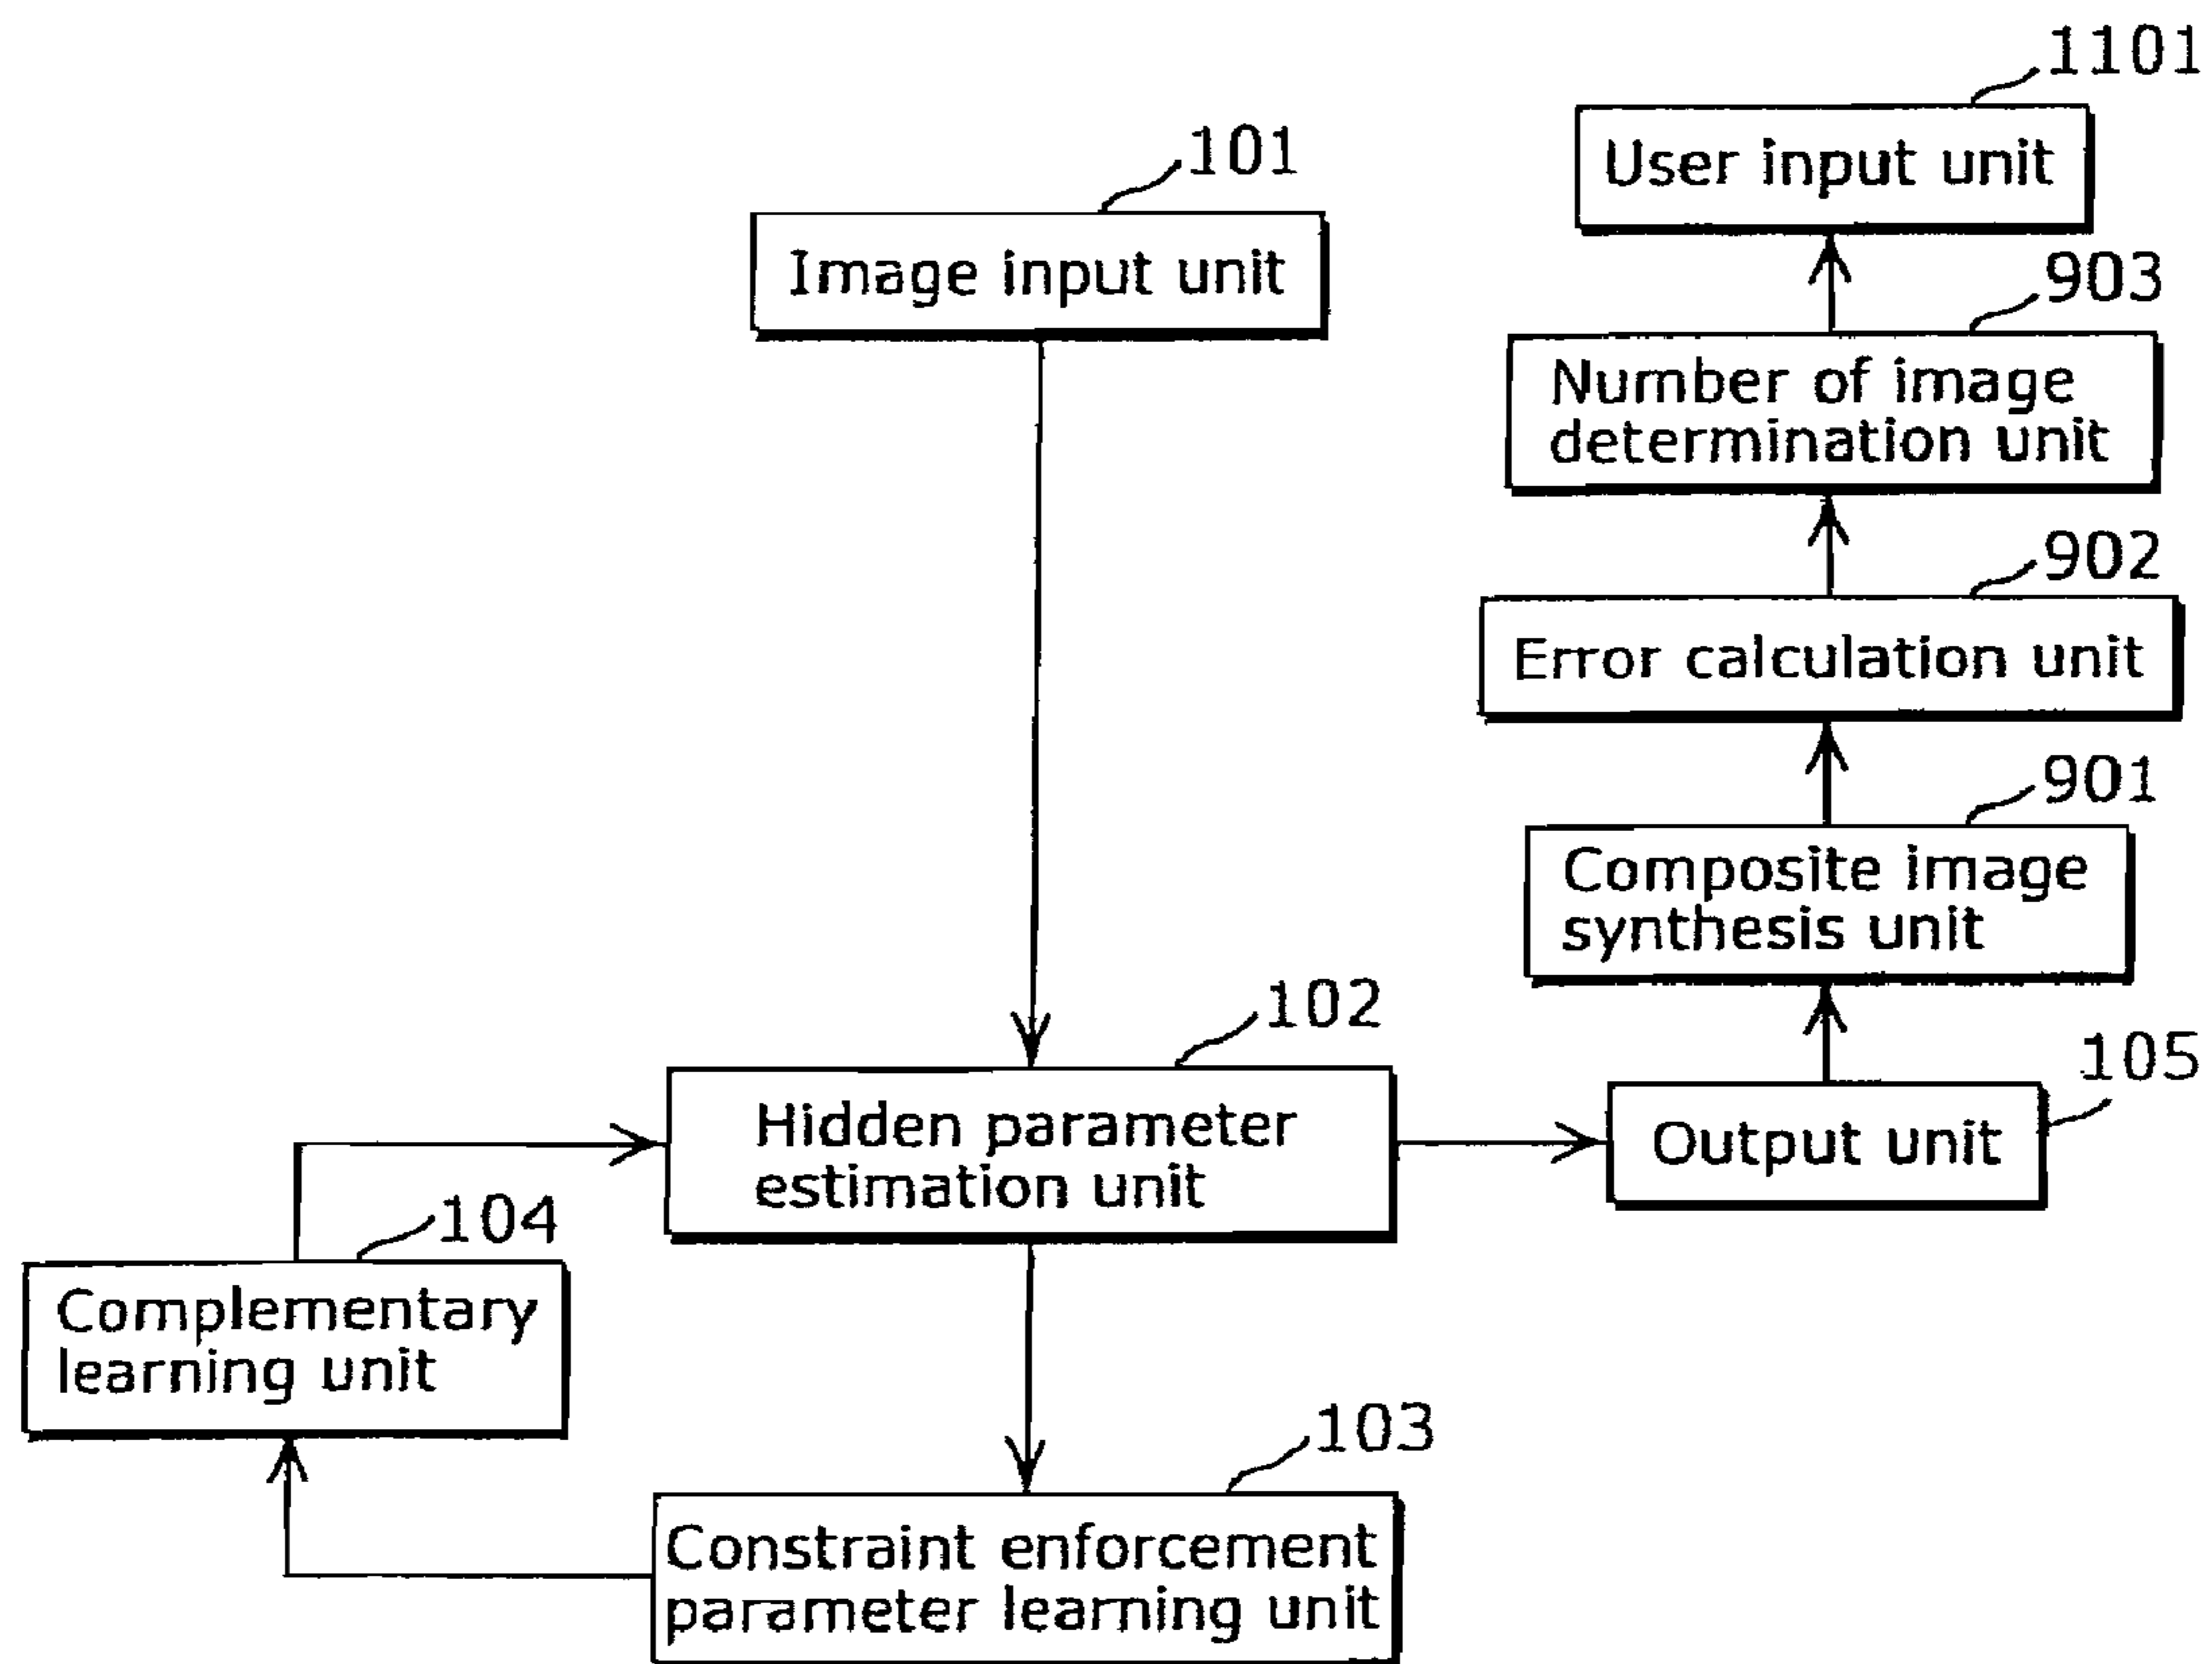 1101
User input unit
101
Image input unit
903
Number of image
determination unit
902
Error calculation unit
901
Composite image
synthesis unit
102
Hidden parameter
estimation unit
105
Output unit
104
Complementary
learning unit
103
Constraint enforcement
parameter learning unit